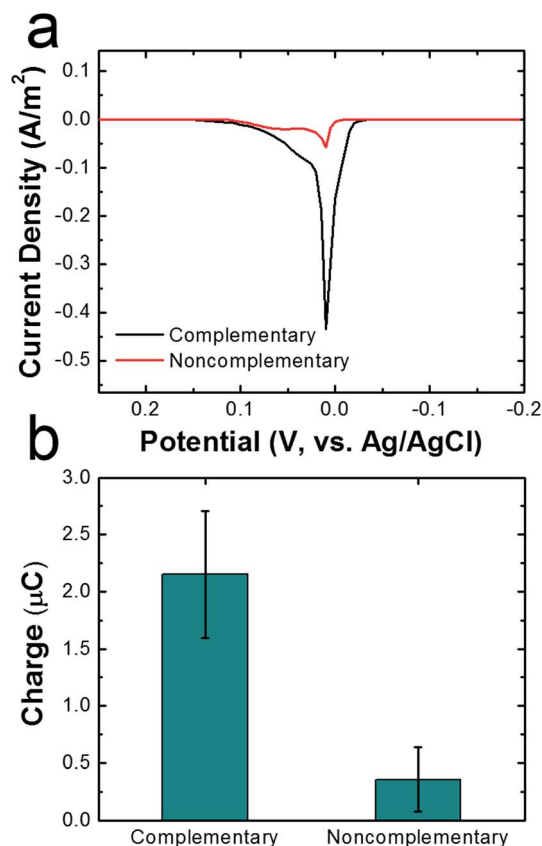 a
0.1
0.0
-0.1
-0.2
-0.3
-0.4
-0.5
Current Density (A/m²)
Complementary
Noncomplementary
0.2 0.1 0.0 -0.1 -0.2
Potential (V, vs. Ag/AgCl)
b
3.0
2.5
2.0
1.5
1.0
0.5
0.0
Charge (μC)
Complementary Noncomplementary